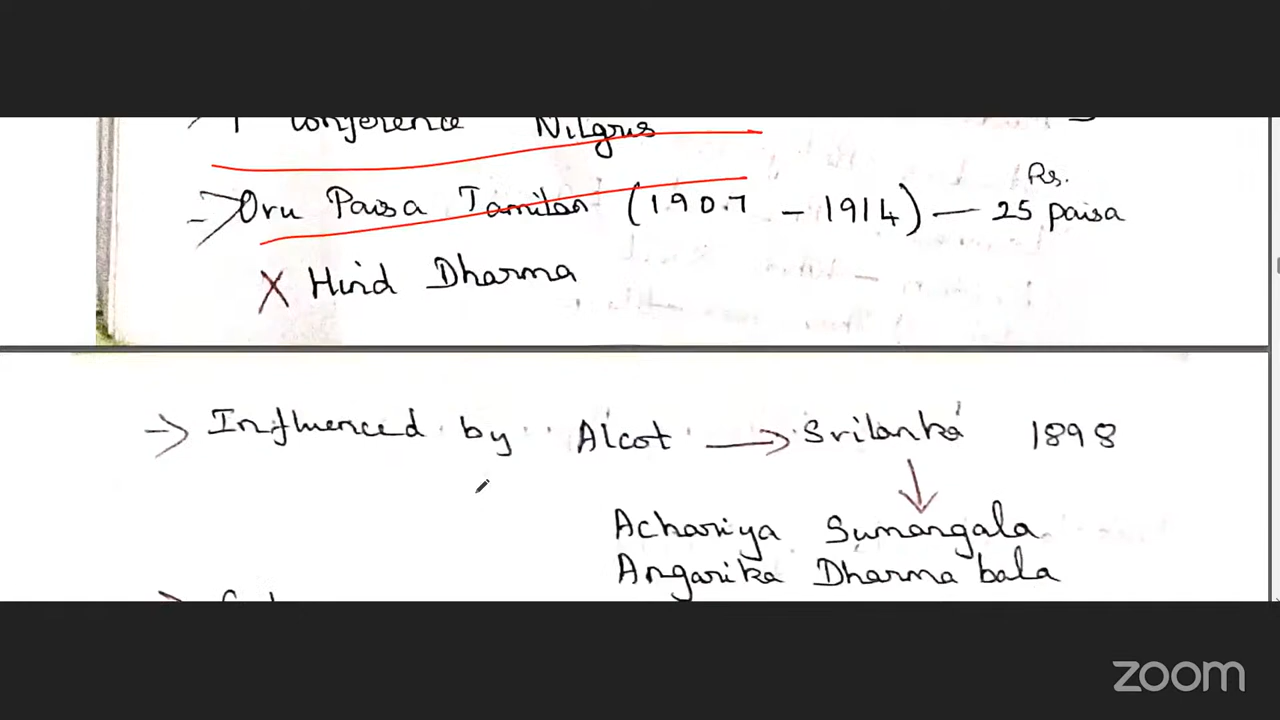 Conference Nilgris
→ Oru Paisa Tamilan (1907 - 1914) — Rs. 25 paisa
X Hind Dharma
→ Influenced by Alcot → Srilanka 1898
Achariya Sumangala
Angarika Dharma bala
zoom